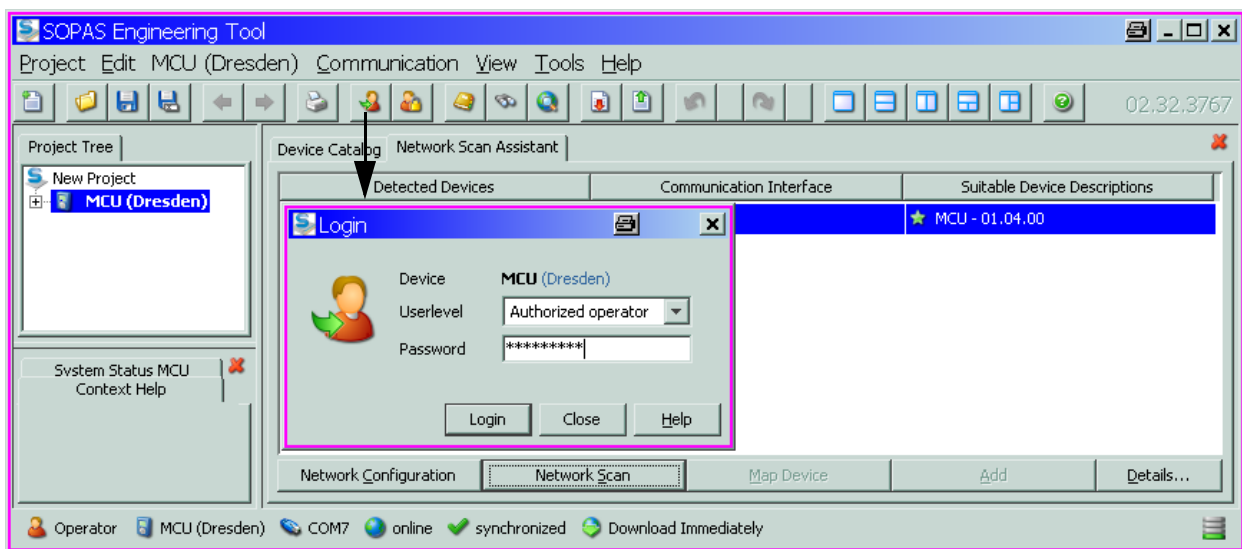 SOPAS Engineering Tool
Project Edit MCU (Dresden) Communication View Tools Help
02.32.3767
Project Tree
Device Catalog Network Scan Assistant
New Project
MCU (Dresden)
Detected Devices Communication Interface Suitable Device Descriptions
MCU - 01.04.00
Login
Device MCU (Dresden)
Userlevel Authorized operator
Password *********
Login Close Help
System Status MCU
Context Help
Network Configuration Network Scan Map Device Add Details...
Operator MCU (Dresden) COM7 online synchronized Download Immediately